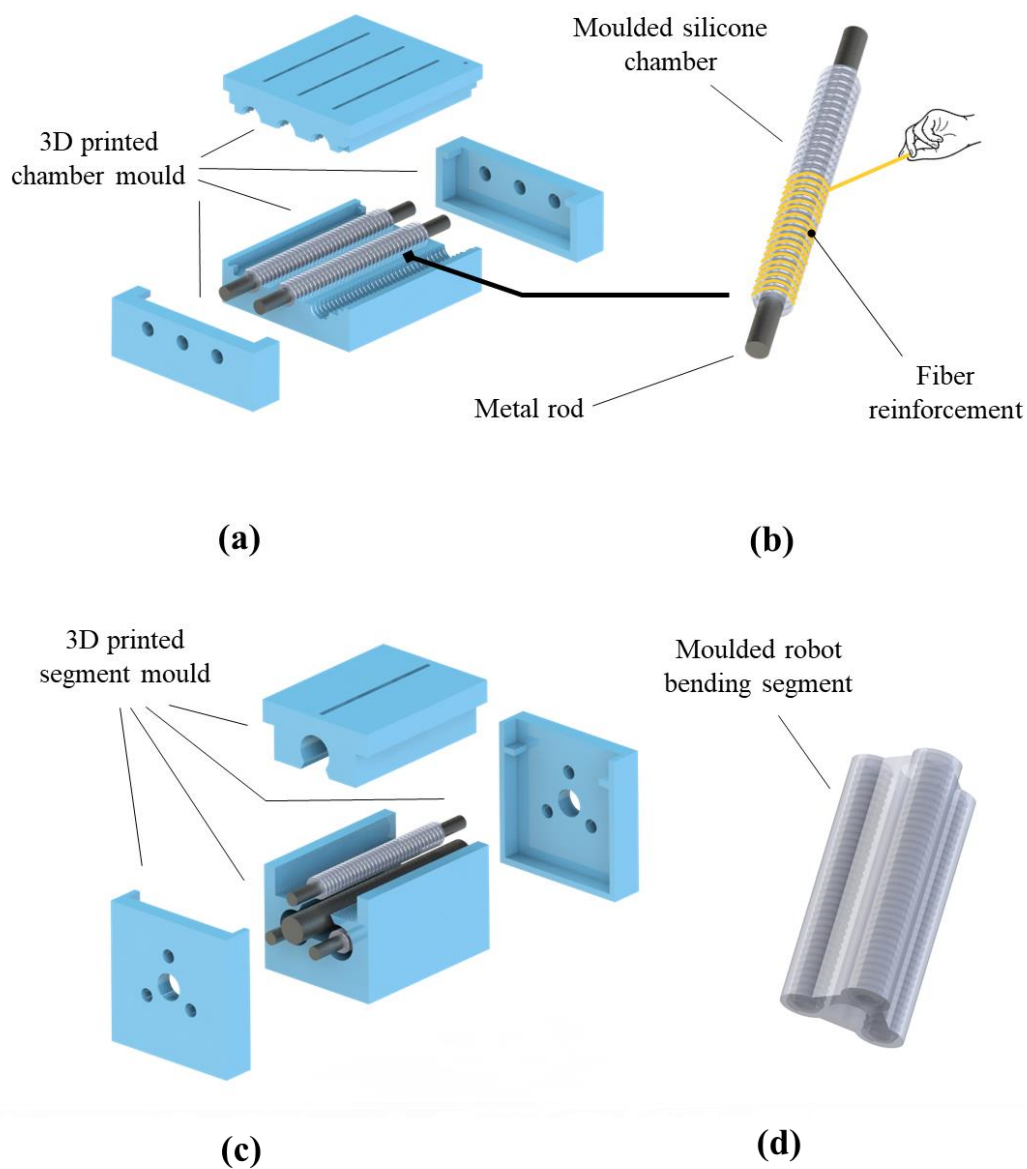 Moulded silicone
chamber
3D printed
chamber mould
Metal rod
Fiber
reinforcement
(a)
(b)
3D printed
segment mould
Moulded robot
bending segment
(c)
(d)